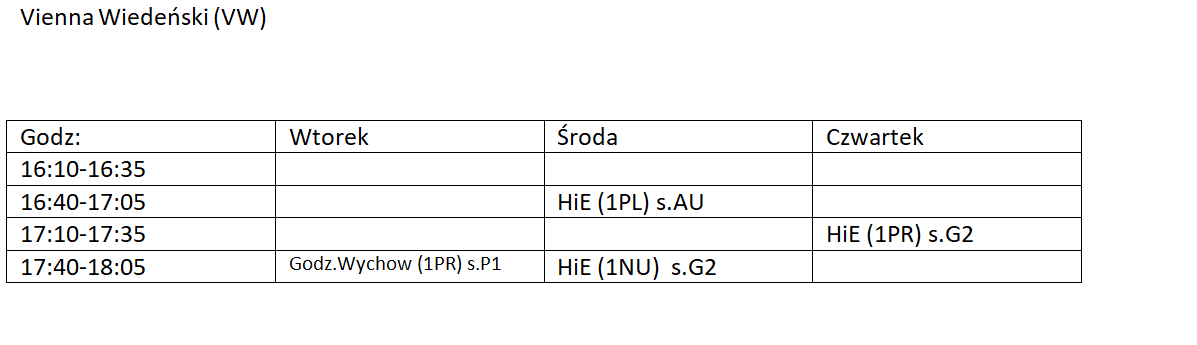 Vienna Wiedeński (VW)
Godz: Wtorek Środa Czwartek
16:10-16:35
16:40-17:05 HiE (1PL) s.AU
17:10-17:35 HiE (1PR) s.G2
17:40-18:05 Godz.Wychow (1PR) s.P1 HiE (1NU)  s.G2